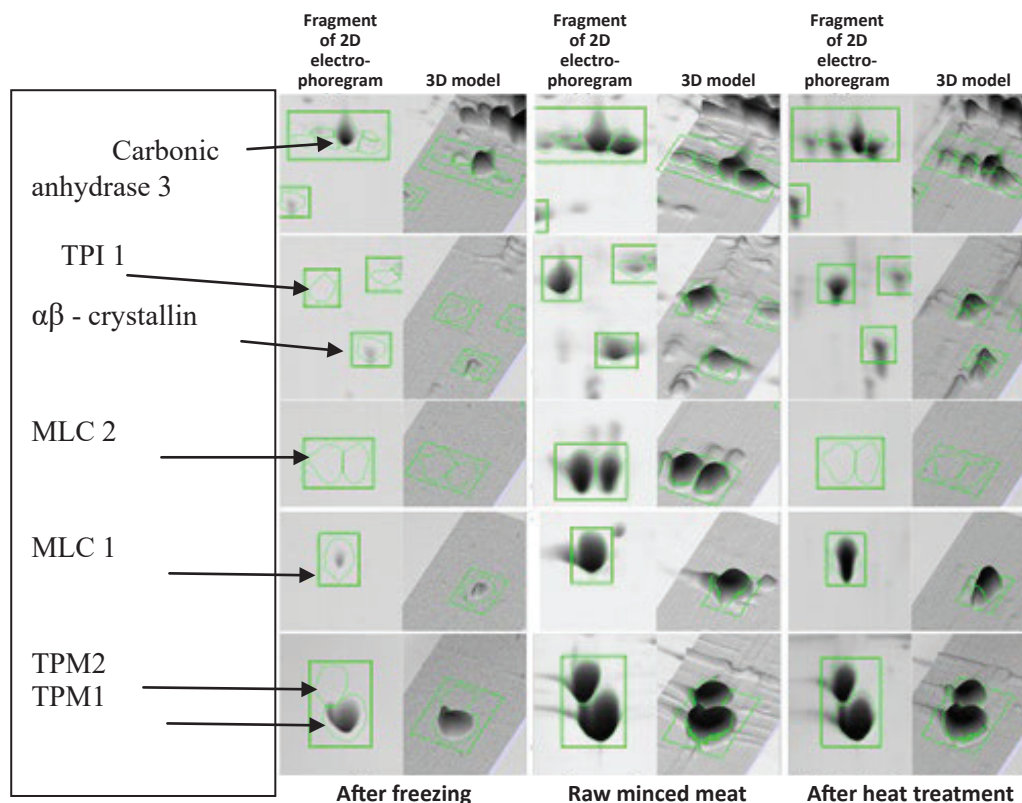 Fragment
of 2D
electro-
phoregram
3D model
Fragment
of 2D
electro-
phoregram
3D model
Fragment
of 2D
electro-
phoregram
3D model
Carbonic
anhydrase 3
TPI 1
αβ - crystallin
MLC 2
MLC 1
TPM2
TPM1
After freezing
Raw minced meat
After heat treatment